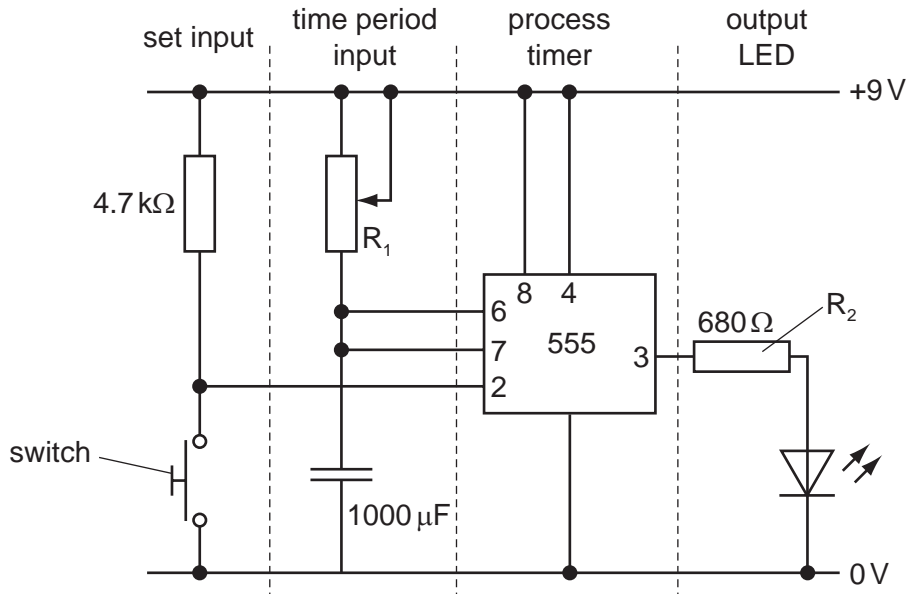 set input
time period
input
process
timer
output
LED
+9 V
4.7 kΩ
R1
8 4
6
7
2
555
3
680 Ω
R2
switch
1000 μF
0 V